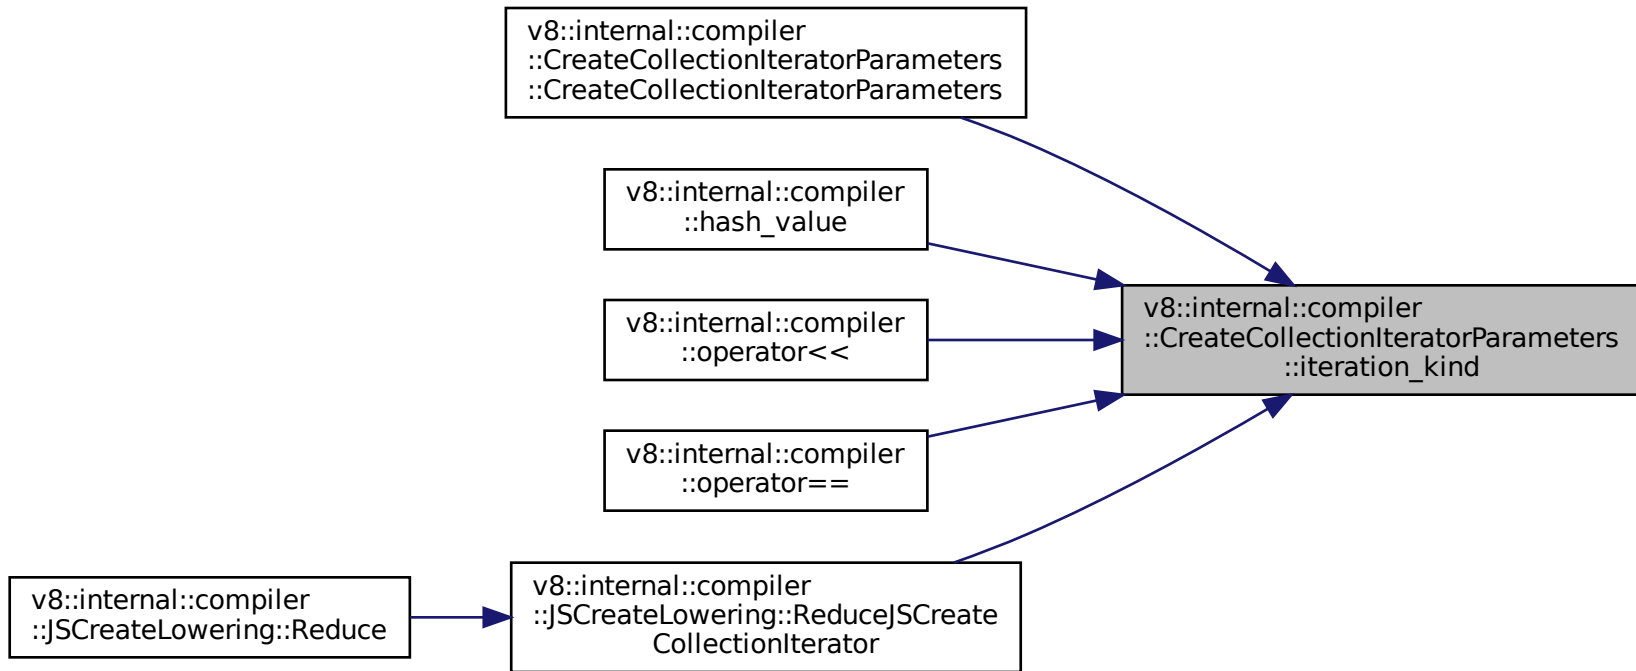 v8::internal::compiler
::CreateCollectionIteratorParameters
::CreateCollectionIteratorParameters
v8::internal::compiler
::hash_value
v8::internal::compiler
::operator<<
v8::internal::compiler
::operator==
v8::internal::compiler
::CreateCollectionIteratorParameters
::iteration_kind
v8::internal::compiler
::JSCreateLowering::Reduce
v8::internal::compiler
::JSCreateLowering::ReduceJSCreate
CollectionIterator